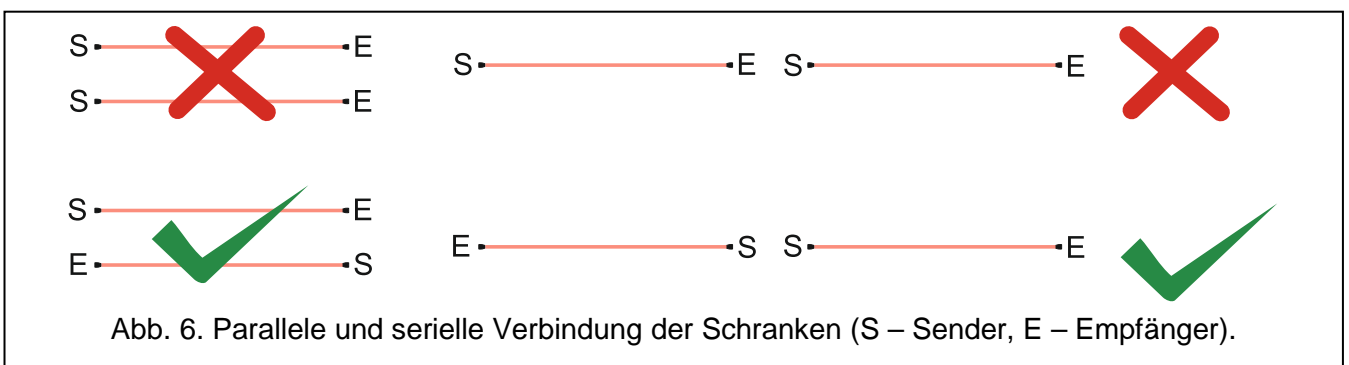 S E
S E
S E S E
S E
E S
E S S E
Abb. 6. Parallele und serielle Verbindung der Schranken (S – Sender, E – Empfänger).